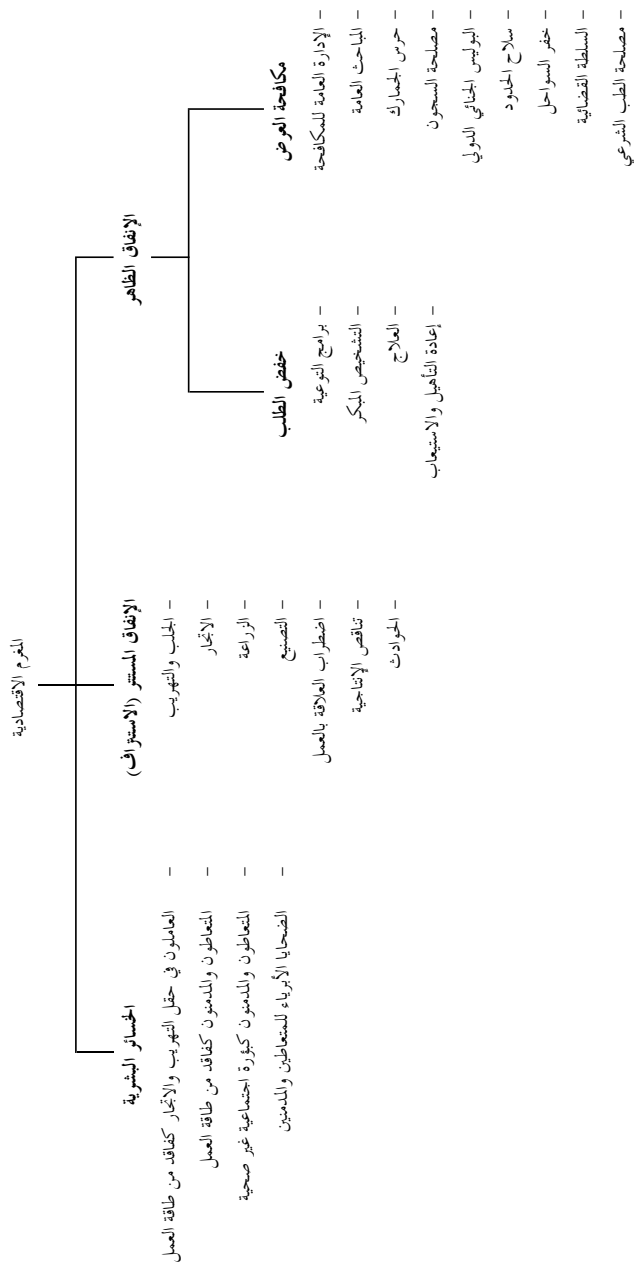 المغرم الاقتصادية
الإنفاق الظاهر
مكافحة العرض
– الإدارة العامة للمكافحة
– المباحث العامة
– حرس الجمارك
– مصلحة السجون
– البوليس الجنائي الدولي
– سلاح الحدود
– خفر السواحل
– السلطة القضائية
– مصلحة الطب الشرعي
خفض الطلب
– برامج التوعية
– التشخيص المبكر
– العلاج
– إعادة التأهيل والاستيعاب
الإنفاق المستتر (الاستنزاف)
– الجلب والتهريب
– الاتجار
– الزراعة
– التصنيع
– اضطراب العلاقة بالعمل
– تناقص الإنتاجية
– الحوادث
الخسائر البشرية
– العاملون في حقل التهريب والاتجار كفاقد من طاقة العمل
– المتعاطون والمدمنون كفاقد من طاقة العمل
– المتعاطون والمدمنون كبؤرة اجتماعية غير صحية
– الضحايا الأبرياء للمتعاطين والمدمنين